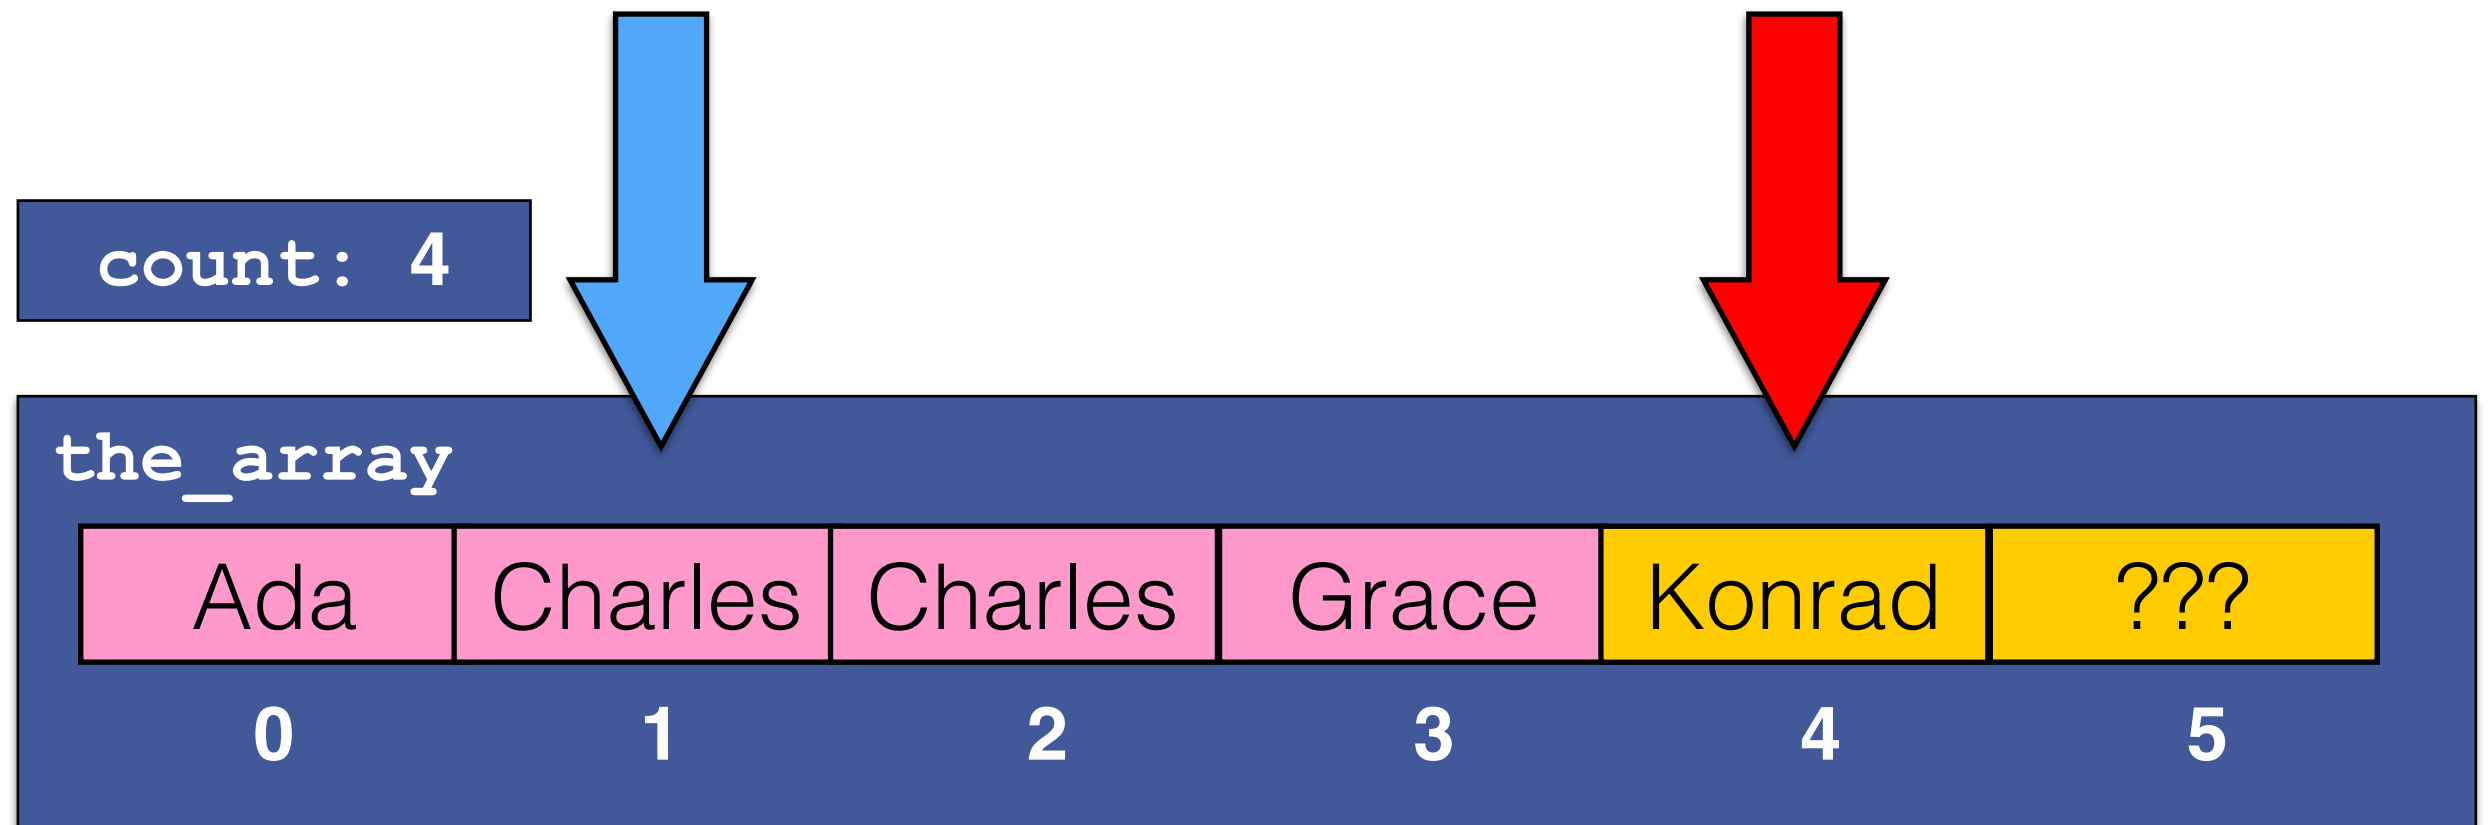 count: 4
the_array
Ada Charles Charles Grace Konrad ???
0 1 2 3 4 5